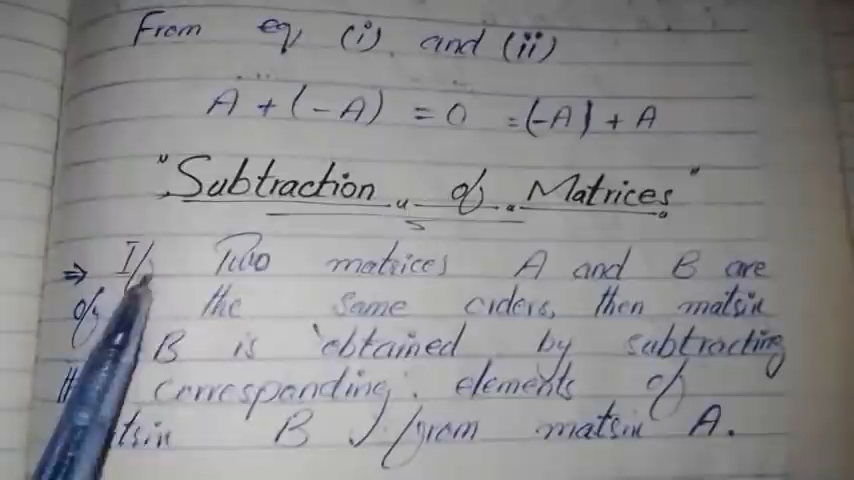 From eq (i) and (ii)
A + (-A) = 0 = (-A) + A
"Subtraction of Matrices"
⇒ If Two matrices A and B are
of the same orders, then matrix
B is obtained by subtracting
corresponding elements of
B from matrix A.